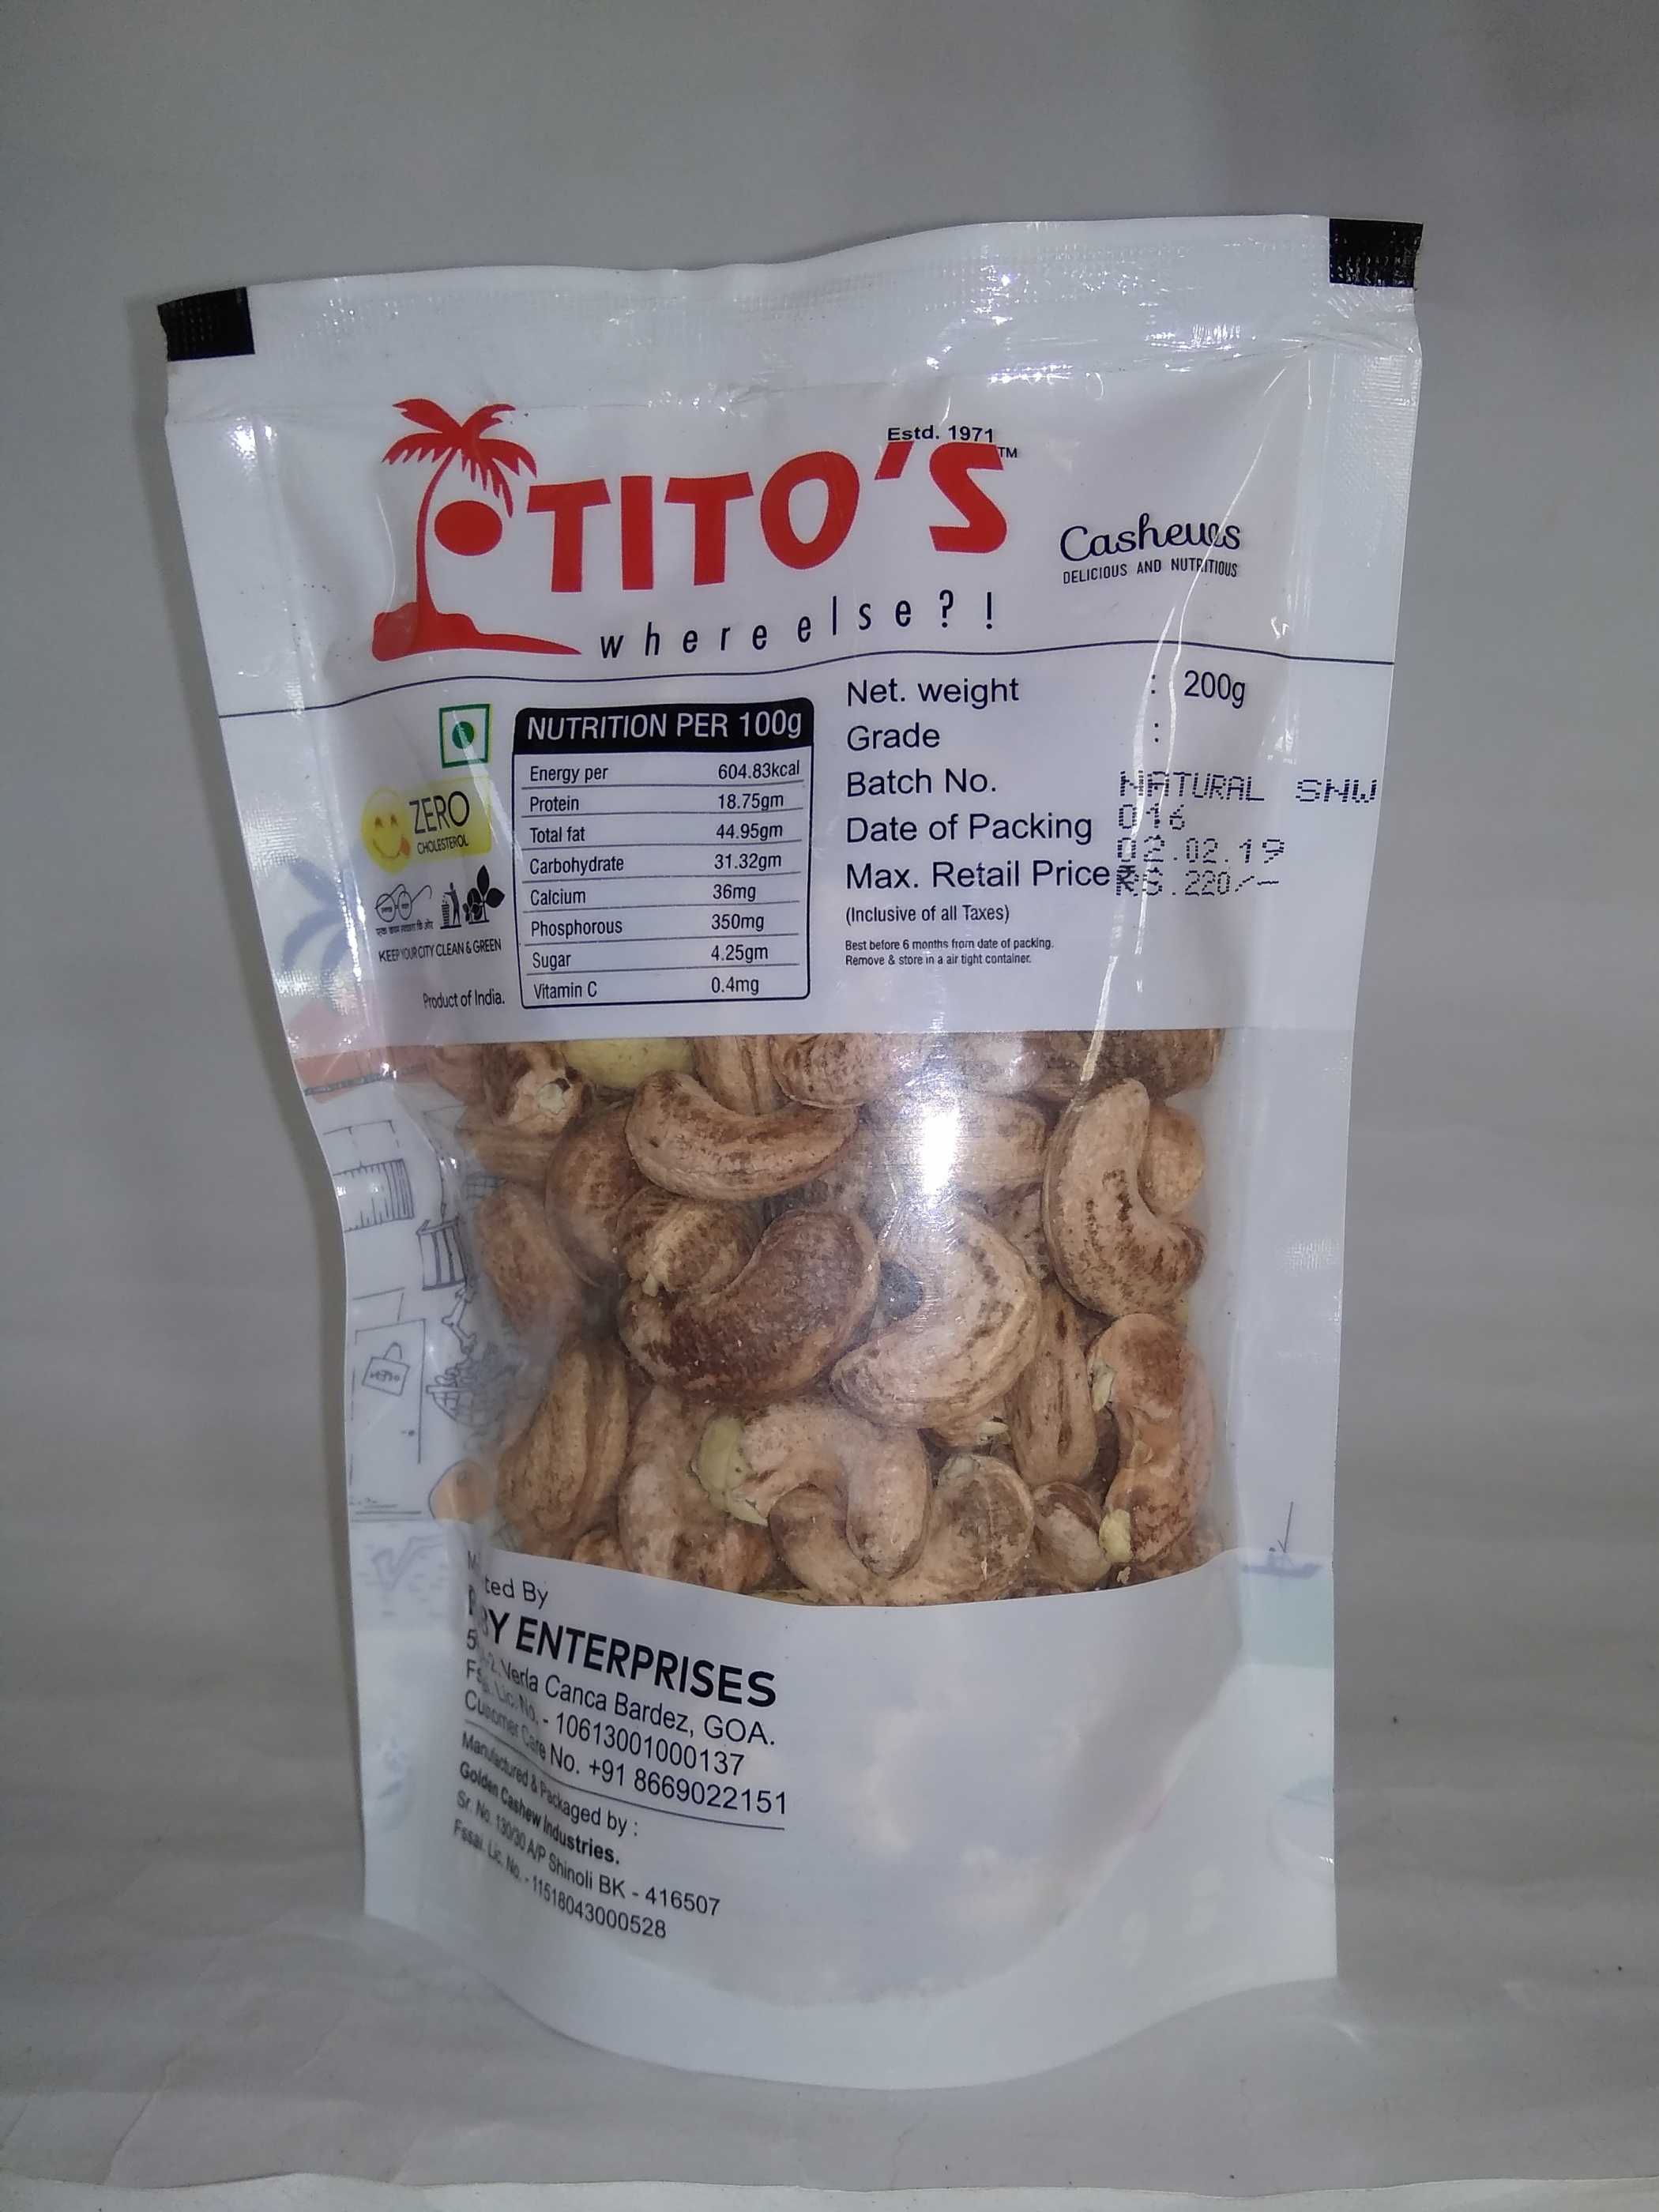 Estd. 1971
TITO'S™
where else?!
Cashews
DELICIOUS AND NUTRITIOUS
ZERO
CHOLESTEROL
KEEP YOUR CITY CLEAN & GREEN
Product of India.
NUTRITION PER 100g
Energy per 604.83kcal
Protein 18.75gm
Total fat 44.95gm
Carbohydrate 31.32gm
Calcium 36mg
Phosphorous 350mg
Sugar 4.25gm
Vitamin C 0.4mg
Net. weight : 200g
Grade :
Batch No. NATURAL SNW
016
Date of Packing 02.02.19
Max. Retail Price ₹ RS.220/-
(Inclusive of all Taxes)
Best before 6 months from date of packing.
Remove & store in a air tight container.
By
ENTERPRISES
Verla Canca Bardez, GOA.
Lic. No. - 10613001000137
Customer Care No. +91 8669022151
Manufactured & Packaged by :
Golden Cashew Industries.
Sr. No. 130/30 A/P Shinoli BK - 416507
Fssai. Lic. No. - 11518043000528